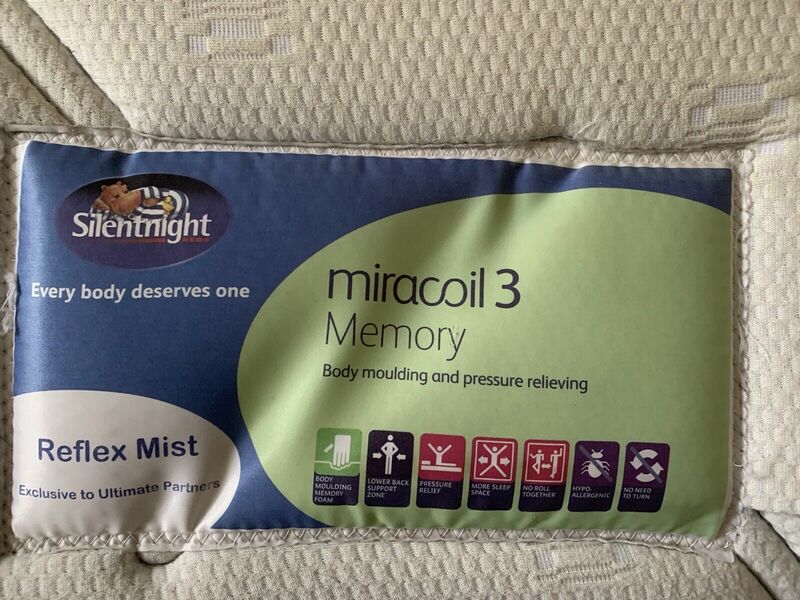 Silentnight
BEDS
Every body deserves one
miracoil 3
Memory
Body moulding and pressure relieving
Reflex Mist
Exclusive to Ultimate Partners
BODY
MOULDING
MEMORY
FOAM
LOWER BACK
SUPPORT
ZONE
PRESSURE
RELIEF
MORE SLEEP
SPACE
NO ROLL
TOGETHER
HYPO-
ALLERGENIC
NO NEED
TO TURN